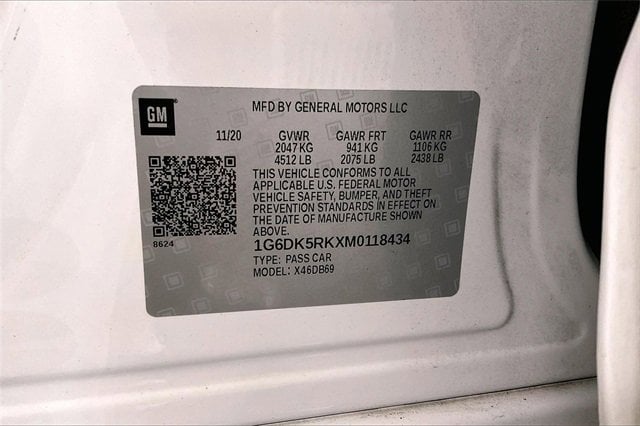 GM
MFD BY GENERAL MOTORS LLC
11/20 GVWR GAWR FRT GAWR RR
2047 KG 941 KG 1106 KG
4512 LB 2075 LB 2438 LB
THIS VEHICLE CONFORMS TO ALL
APPLICABLE U.S. FEDERAL MOTOR
VEHICLE SAFETY, BUMPER, AND THEFT
PREVENTION STANDARDS IN EFFECT ON
THE DATE OF MANUFACTURE SHOWN
ABOVE.
8624
1G6DK5RKXM0118434
TYPE: PASS CAR
MODEL: X46DB69